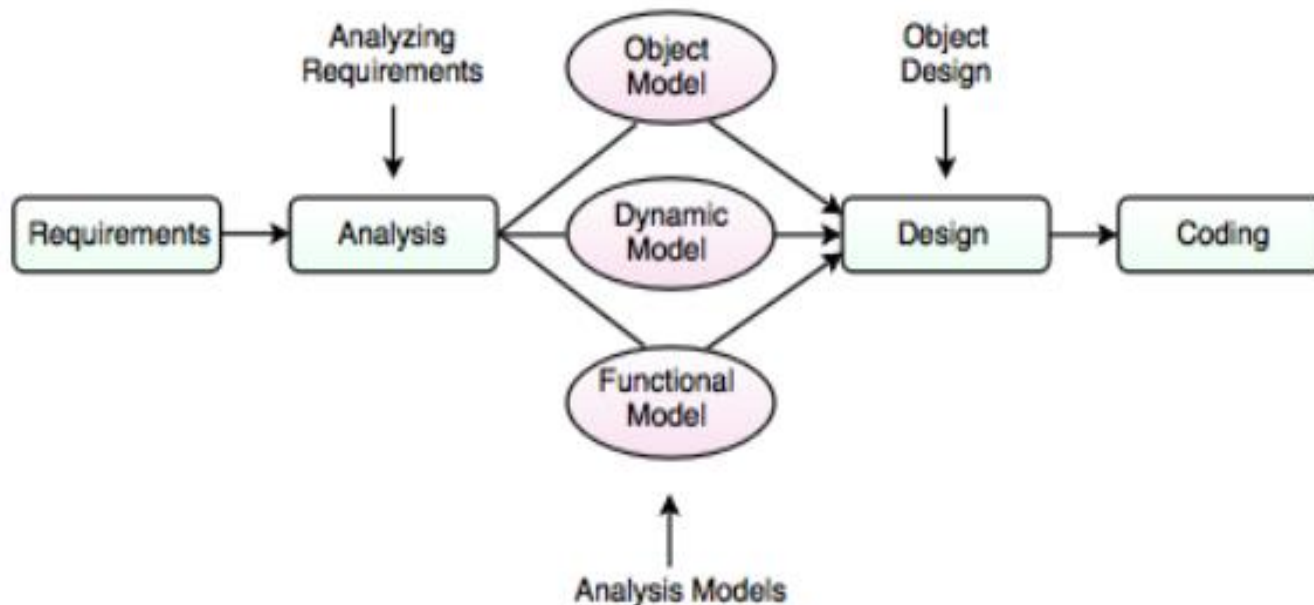 Analyzing
Requirements
Object
Model
Object
Design
Requirements
Analysis
Dynamic
Model
Design
Coding
Functional
Model
Analysis Models